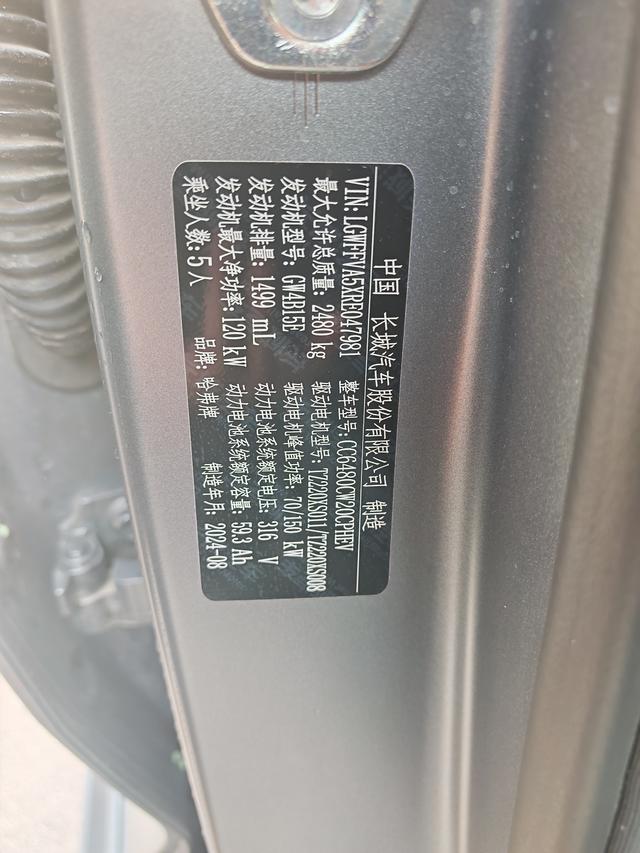 中国 长城汽车股份有限公司 制造
VIN: LGWFFVA5XRE047981 整车型号: CC6480CW20CPHEV
最大允许总质量: 2480 kg 驱动电机型号: TZ220XS011/TZ220XS008
发动机型号: GW4B15E 驱动电机峰值功率: 70/150 kW
发动机排量: 1499 mL 动力电池系统额定电压: 316 V
发动机最大净功率: 120 kW 动力电池系统额定容量: 59.3 Ah
乘坐人数: 5 人 品牌: 哈弗牌 制造年月: 2024-08